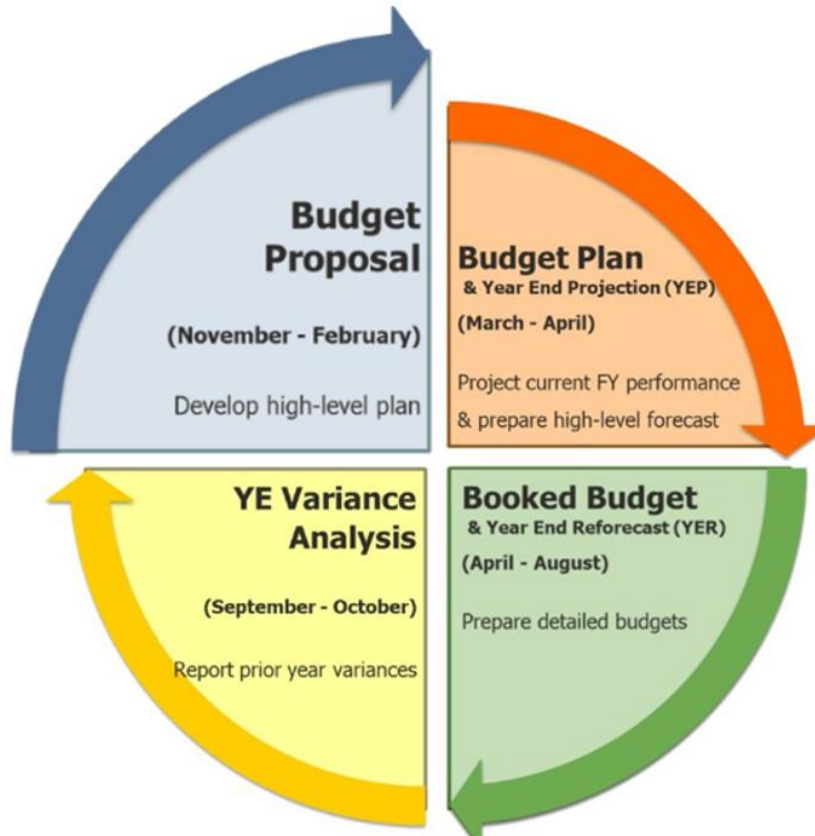 Budget
Proposal
(November - February)
Develop high-level plan
Budget Plan
& Year End Projection (YEP)
(March - April)
Project current FY performance
& prepare high-level forecast
YE Variance
Analysis
(September - October)
Report prior year variances
Booked Budget
& Year End Reforecast (YER)
(April - August)
Prepare detailed budgets